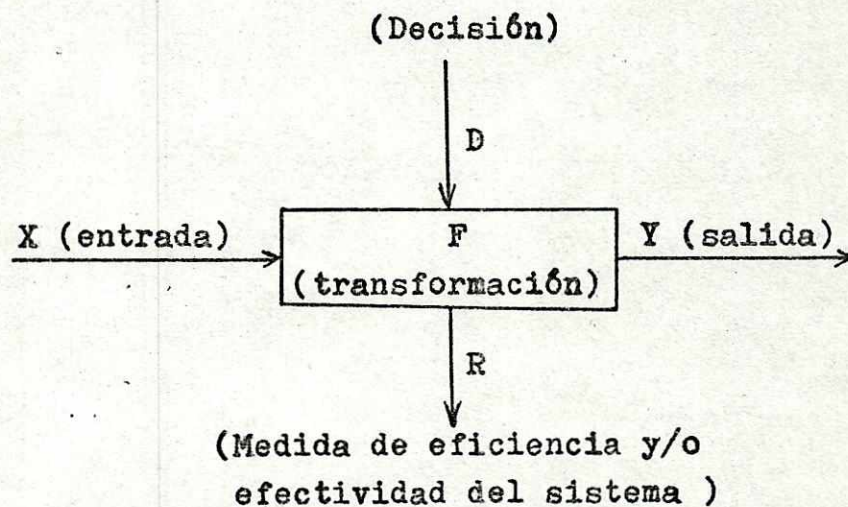 (Decisión)
D
X (entrada)
F
Y (salida)
(transformación)
R
(Medida de eficiencia y/o
efectividad del sistema )